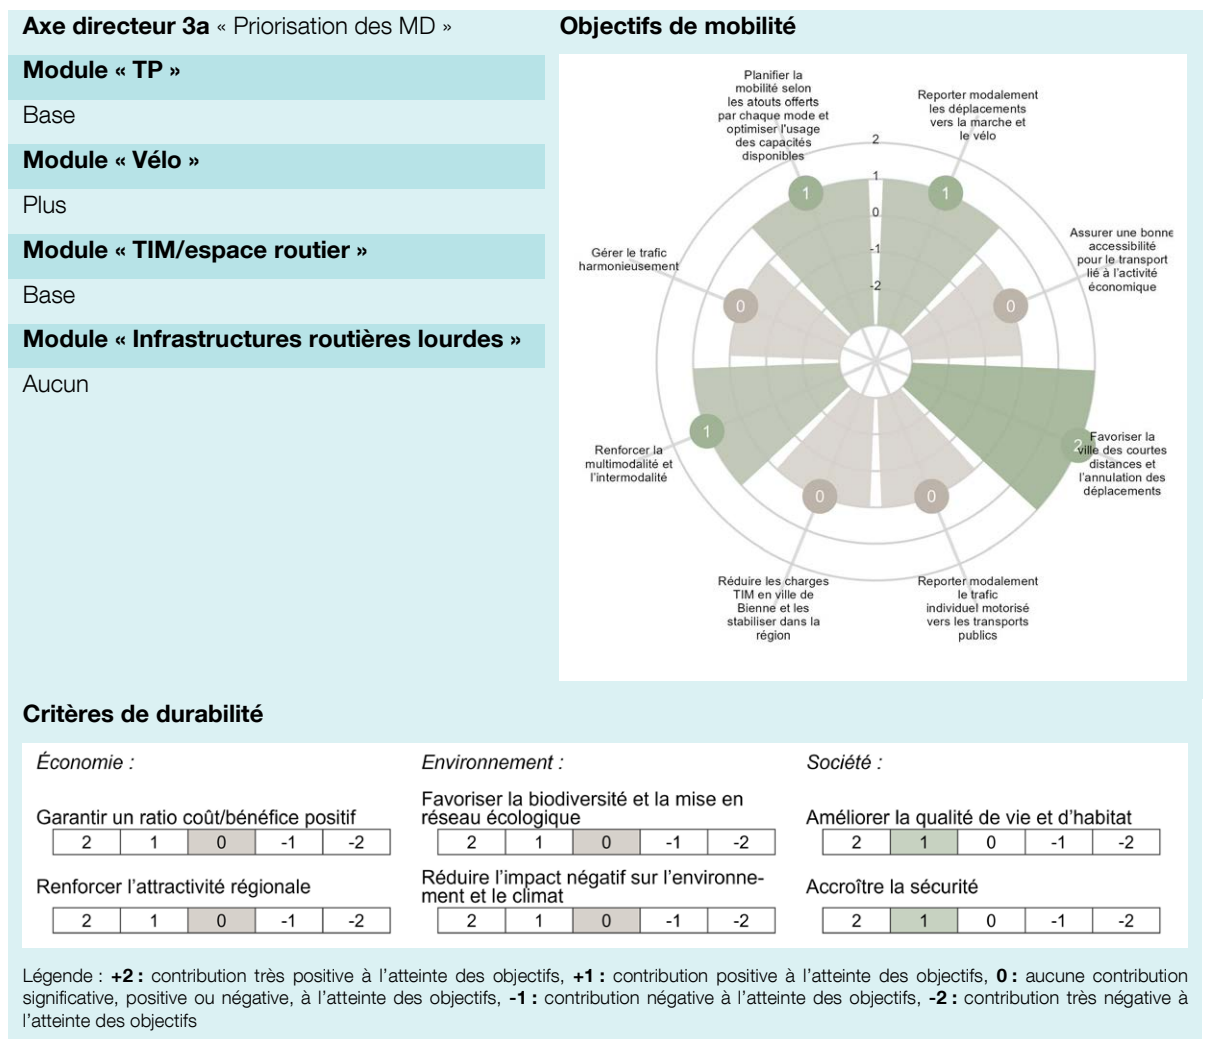 Axe directeur 3a « Priorisation des MD »
Module « TP »
Base
Module « Vélo »
Plus
Module « TIM/espace routier »
Base
Module « Infrastructures routières lourdes »
Aucun
Objectifs de mobilité
Planifier la
mobilité selon
les atouts offerts
par chaque mode et
optimiser l'usage
des capacités
disponibles
Reporter modalement
les déplacements
vers la marche et
le vélo
2
1
0
-1
-2
1
1
Gérer le trafic
harmonieusement
0
Assurer une bonne
accessibilité
pour le transport
lié à l'activité
économique
0
Renforcer la
multimodalité et
l'intermodalité
1
Favoriser la
ville des courtes
distances et
l'annulation des
déplacements
2
0
0
Réduire les charges
TIM en ville de
Bienne et les
stabiliser dans la
région
Reporter modalement
le trafic
individuel motorisé
vers les transports
publics
Critères de durabilité
Économie :
Garantir un ratio coût/bénéfice positif
2 1 0 -1 -2
Renforcer l'attractivité régionale
2 1 0 -1 -2
Environnement :
Favoriser la biodiversité et la mise en
réseau écologique
2 1 0 -1 -2
Réduire l'impact négatif sur l'environne-
ment et le climat
2 1 0 -1 -2
Société :
Améliorer la qualité de vie et d'habitat
2 1 0 -1 -2
Accroître la sécurité
2 1 0 -1 -2
Légende : +2 : contribution très positive à l'atteinte des objectifs, +1 : contribution positive à l'atteinte des objectifs, 0 : aucune contribution
significative, positive ou négative, à l'atteinte des objectifs, -1 : contribution négative à l'atteinte des objectifs, -2 : contribution très négative à
l'atteinte des objectifs